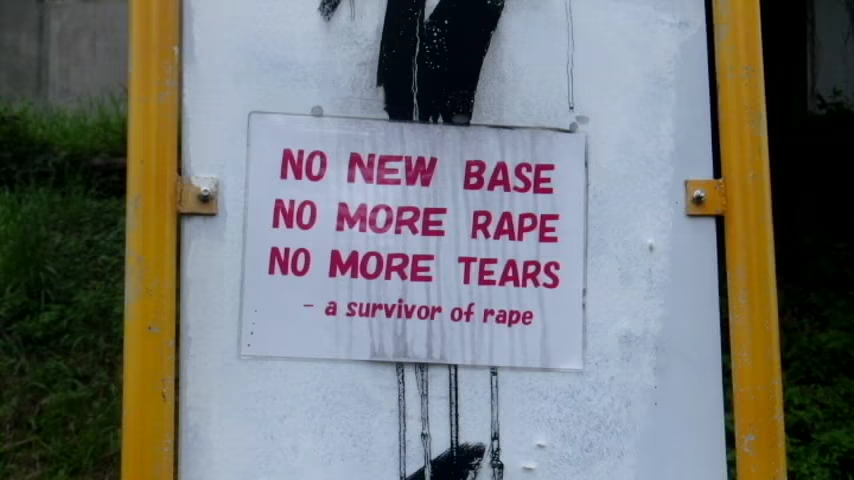 NO NEW BASE
NO MORE RAPE
NO MORE TEARS
- a survivor of rape